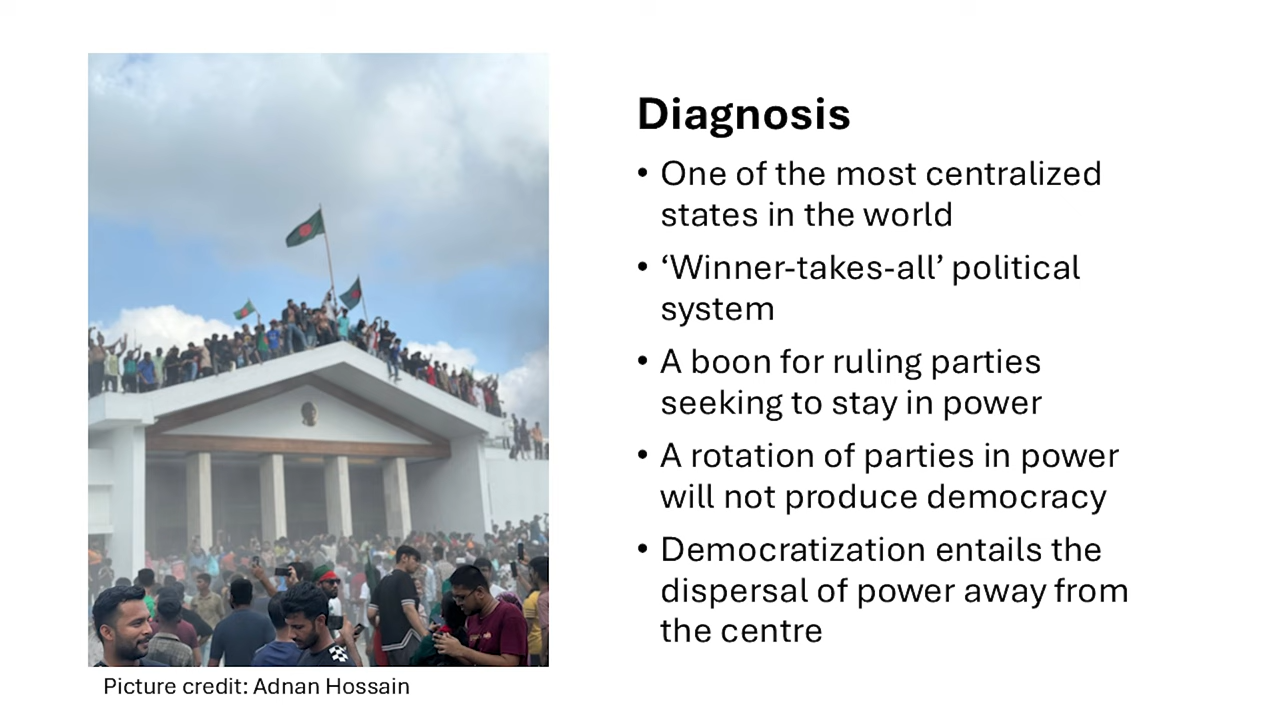 Diagnosis
• One of the most centralized
states in the world
• ‘Winner-takes-all’ political
system
• A boon for ruling parties
seeking to stay in power
• A rotation of parties in power
will not produce democracy
• Democratization entails the
dispersal of power away from
the centre
Picture credit: Adnan Hossain